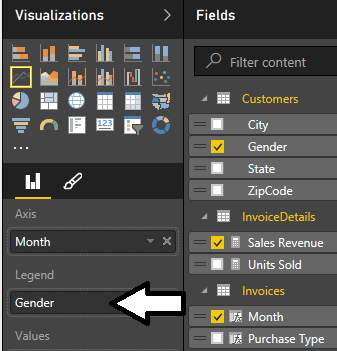 Visualizations
Fields
Filter content
Customers
City
Gender
State
ZipCode
InvoiceDetails
Sales Revenue
Units Sold
Invoices
Month
Purchase Type
R
123
...
Axis
Month
Legend
Gender
Values